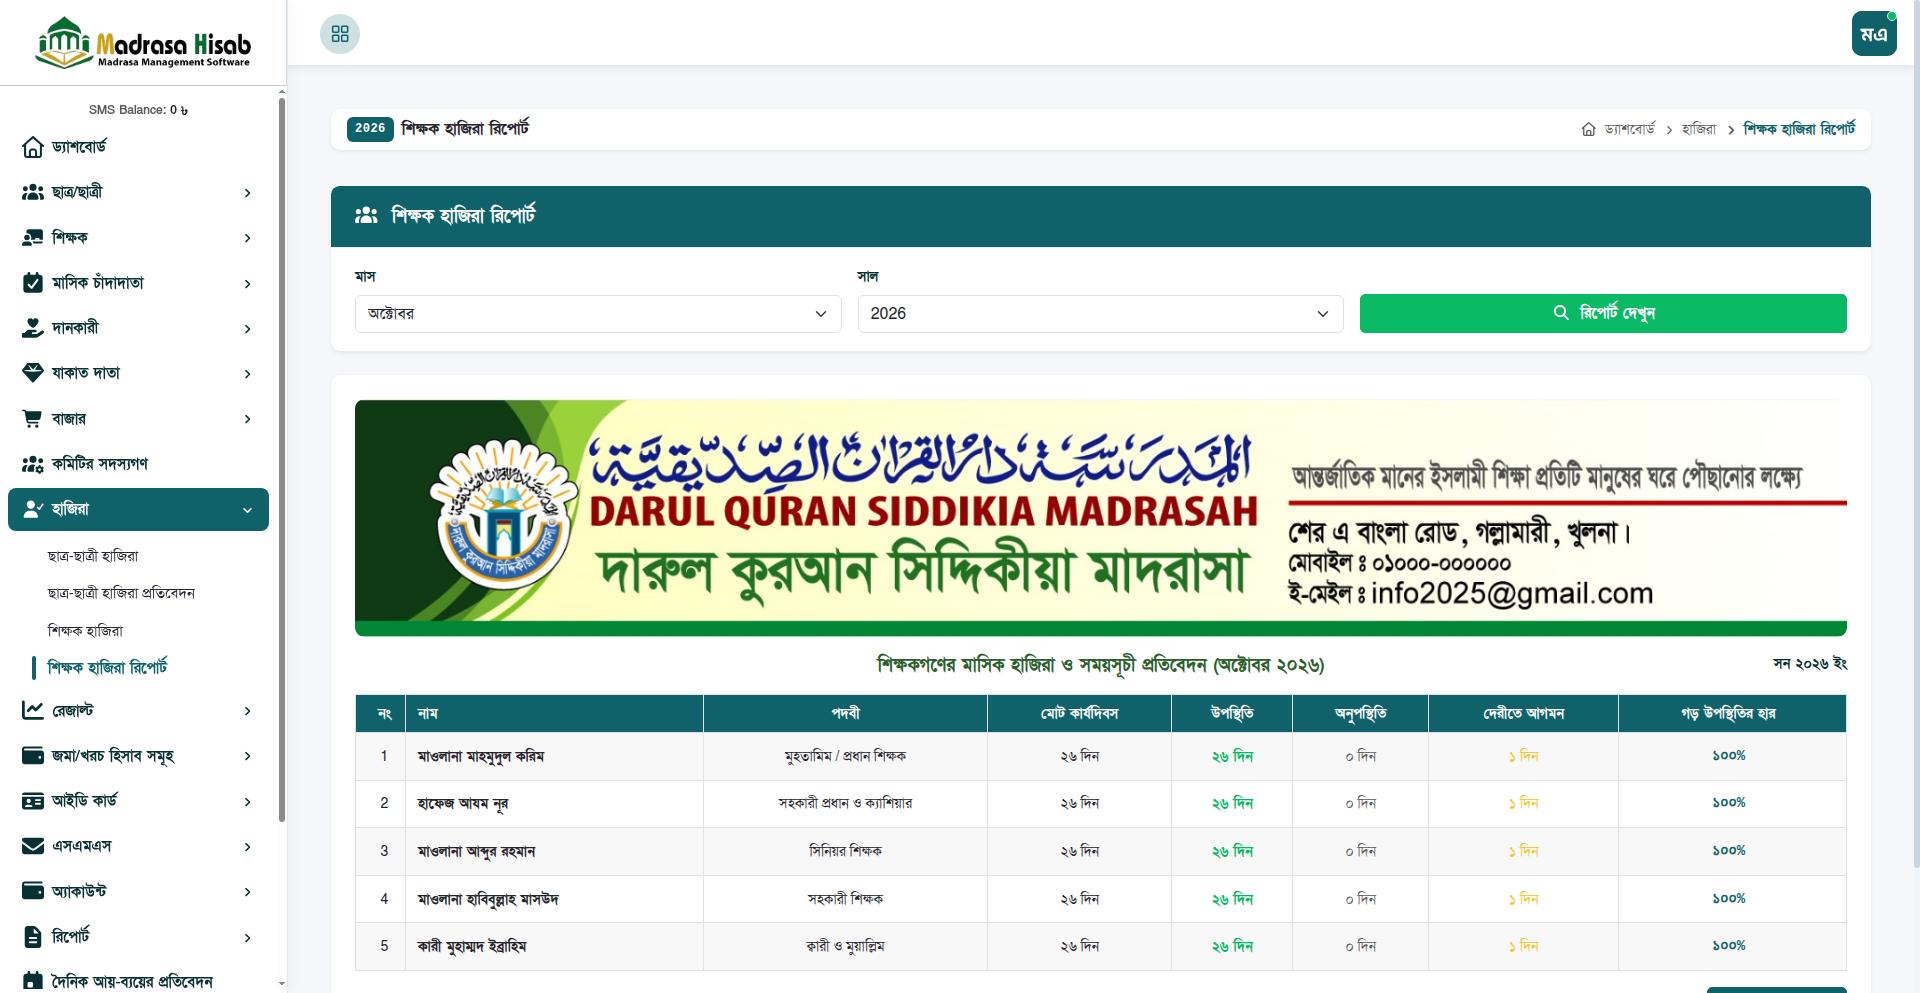 Madrasa Hisab
Madrasa Management Software
SMS Balance: 0 ৳
ড্যাশবোর্ড
ছাত্র/ছাত্রী
শিক্ষক
মাসিক চাঁদাদাতা
দানকারী
যাকাত দাতা
বাজার
কমিটির সদস্যগণ
হাজিরা
ছাত্র-ছাত্রী হাজিরা
ছাত্র-ছাত্রী হাজিরা প্রতিবেদন
শিক্ষক হাজিরা
শিক্ষক হাজিরা রিপোর্ট
রেজাল্ট
জমা/খরচ হিসাব সমূহ
আইডি কার্ড
এসএমএস
অ্যাকাউন্ট
রিপোর্ট
দৈনিক আয়-ব্যয়ের প্রতিবেদন
মএ
2026 শিক্ষক হাজিরা রিপোর্ট
ড্যাশবোর্ড > হাজিরা > শিক্ষক হাজিরা রিপোর্ট
শিক্ষক হাজিরা রিপোর্ট
মাস সাল
অক্টোবর 2026 রিপোর্ট দেখুন
المدرسة دار القرآن الصديقية
DARUL QURAN SIDDIKIA MADRASAH
দারুল কুরআন সিদ্দিকীয়া মাদরাসা
দারুল কুরআন সিদ্দিকীয়া মাদরাসা
আন্তর্জাতিক মানের ইসলামী শিক্ষা প্রতিটি মানুষের ঘরে পৌছানোর লক্ষ্যে
শের এ বাংলা রোড, গল্লামারী, খুলনা।
মোবাইল ঃ ০১০০০-০০০০০০
ই-মেইল ঃ info2025@gmail.com
শিক্ষকগণের মাসিক হাজিরা ও সময়সূচী প্রতিবেদন (অক্টোবর ২০২৬) সন ২০২৬ ইং
নং নাম পদবী মোট কার্যদিবস উপস্থিতি অনুপস্থিতি দেরীতে আগমন গড় উপস্থিতির হার
1 মাওলানা মাহমুদুল করিম মুহতামিম / প্রধান শিক্ষক ২৬ দিন ২৬ দিন ০ দিন ১ দিন ১০০%
2 হাফেজ আযম নূর সহকারী প্রধান ও ক্যাশিয়ার ২৬ দিন ২৬ দিন ০ দিন ১ দিন ১০০%
3 মাওলানা আব্দুর রহমান সিনিয়র শিক্ষক ২৬ দিন ২৬ দিন ০ দিন ১ দিন ১০০%
4 মাওলানা হাবিবুল্লাহ মাসউদ সহকারী শিক্ষক ২৬ দিন ২৬ দিন ০ দিন ১ দিন ১০০%
5 কারী মুহাম্মদ ইব্রাহিম ক্বারী ও মুয়াল্লিম ২৬ দিন ২৬ দিন ০ দিন ১ দিন ১০০%